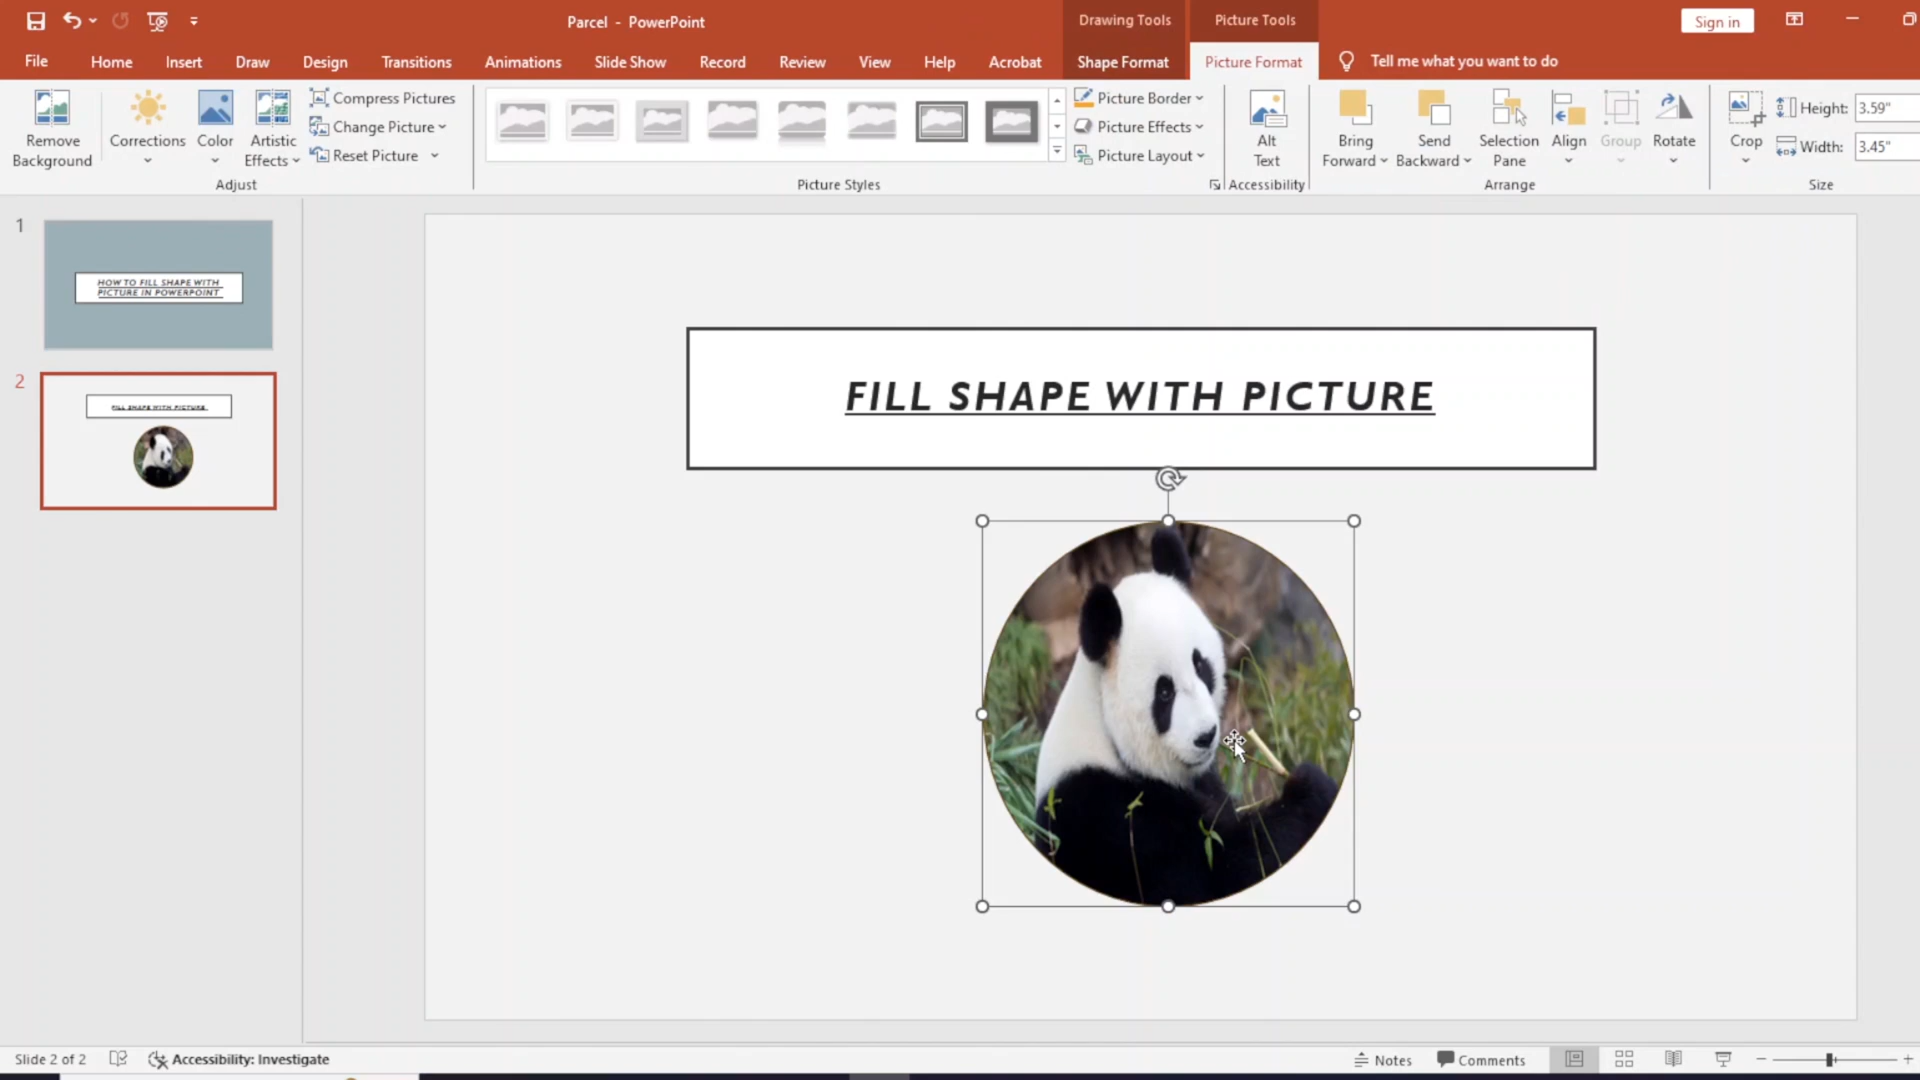 Parcel - PowerPoint
Drawing Tools
Picture Tools
Sign in
File
Home
Insert
Draw
Design
Transitions
Animations
Slide Show
Record
Review
View
Help
Acrobat
Shape Format
Picture Format
Tell me what you want to do
Remove
Background
Corrections
Color
Artistic
Effects
Compress Pictures
Change Picture
Reset Picture
Adjust
Picture Styles
Picture Border
Picture Effects
Picture Layout
Alt
Text
Accessibility
Bring
Forward
Send
Backward
Selection
Pane
Align
Group
Rotate
Arrange
Crop
Height: 3.59"
Width: 3.45"
Size
1
HOW TO FILL SHAPE WITH
PICTURE IN POWERPOINT
2
FILL SHAPE WITH PICTURE
FILL SHAPE WITH PICTURE
Slide 2 of 2
Accessibility: Investigate
Notes
Comments